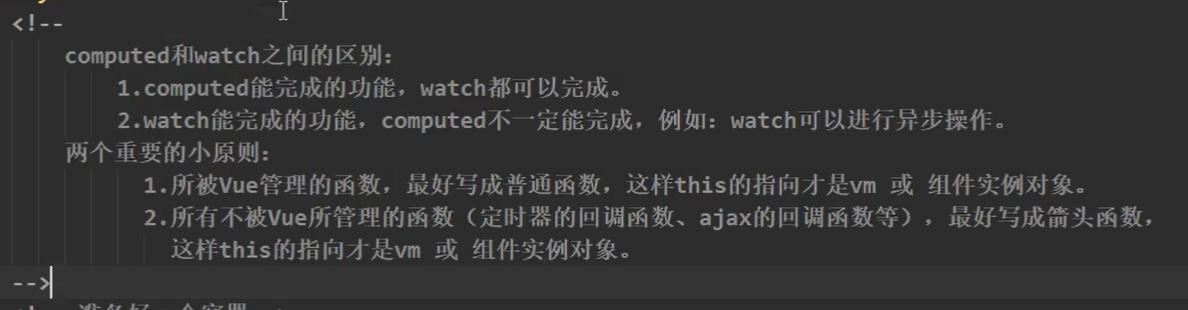 <!--
computed和watch之间的区别：
1.computed能完成的功能，watch都可以完成。
2.watch能完成的功能，computed不一定能完成，例如：watch可以进行异步操作。
两个重要的小原则：
1.所被Vue管理的函数，最好写成普通函数，这样this的指向才是vm 或 组件实例对象。
2.所有不被Vue所管理的函数（定时器的回调函数、ajax的回调函数等），最好写成箭头函数，
这样this的指向才是vm 或 组件实例对象。
-->